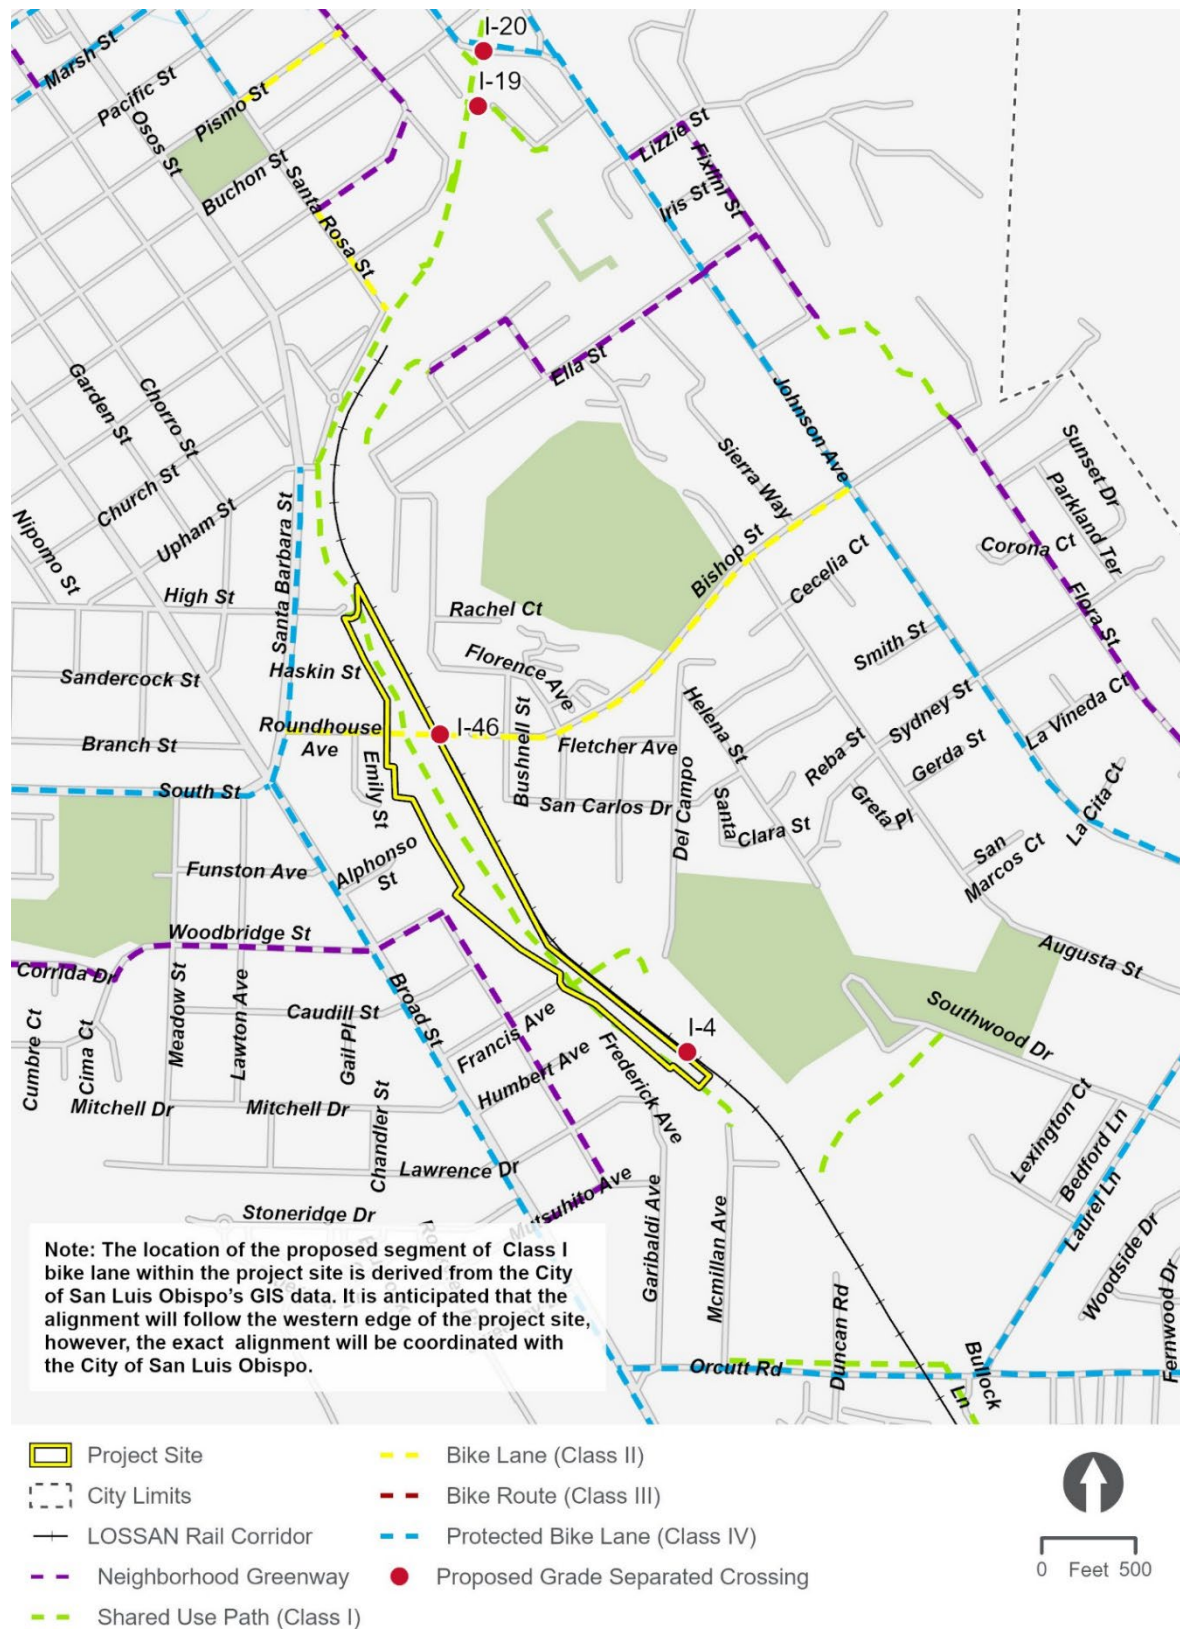 I-20
Marsh St
I-19
Pacific St
Pismo St
Osos St
Lizzie St
Fixlini St
Buchon St
Santa Rosa St
Iris St
Ella St
Johnson Ave
Garden St
Chorro St
Sierra Way
Sunset Dr
Parkland Ter
Church St
Upham St
Nipomo St
Santa Barbara St
Bishop St
Corona Ct
Cecelia Ct
High St
Rachel Ct
Flora St
Smith St
Sandercock St
Haskin St
Florence Ave
Helena St
Sydney St
La Vineda Ct
Roundhouse
Ave
I-46
Branch St
Bushnell St
Fletcher Ave
Reba St
Gerda St
South St
Emily St
San Carlos Dr
Del Campo
Santa
Clara St
Greta Pl
La Cita Ct
San
Marcos Ct
Funston Ave
Alphonso
St
Woodbridge St
Augusta St
Corrida Dr
Meadow St
Lawton Ave
Broad St
Southwood Dr
Cumbre Ct
Cima Ct
Caudill St
Gail Pl
Francis Ave
I-4
Humbert Ave
Frederick Ave
Mitchell Dr
Mitchell Dr
Chandler St
Lexington Ct
Bedford Ln
Lawrence Dr
Laurel Ln
Mutsuhito Ave
Stoneridge Dr
Garibaldi Ave
Mcmillan Ave
Woodside Dr
Duncan Rd
Fernwood Dr
Orcutt Rd
Bullock
Ln
Note: The location of the proposed segment of Class I
bike lane within the project site is derived from the City
of San Luis Obispo's GIS data. It is anticipated that the
alignment will follow the western edge of the project site,
however, the exact alignment will be coordinated with
the City of San Luis Obispo.
Project Site
City Limits
LOSSAN Rail Corridor
Neighborhood Greenway
Shared Use Path (Class I)
Bike Lane (Class II)
Bike Route (Class III)
Protected Bike Lane (Class IV)
Proposed Grade Separated Crossing
0 Feet 500